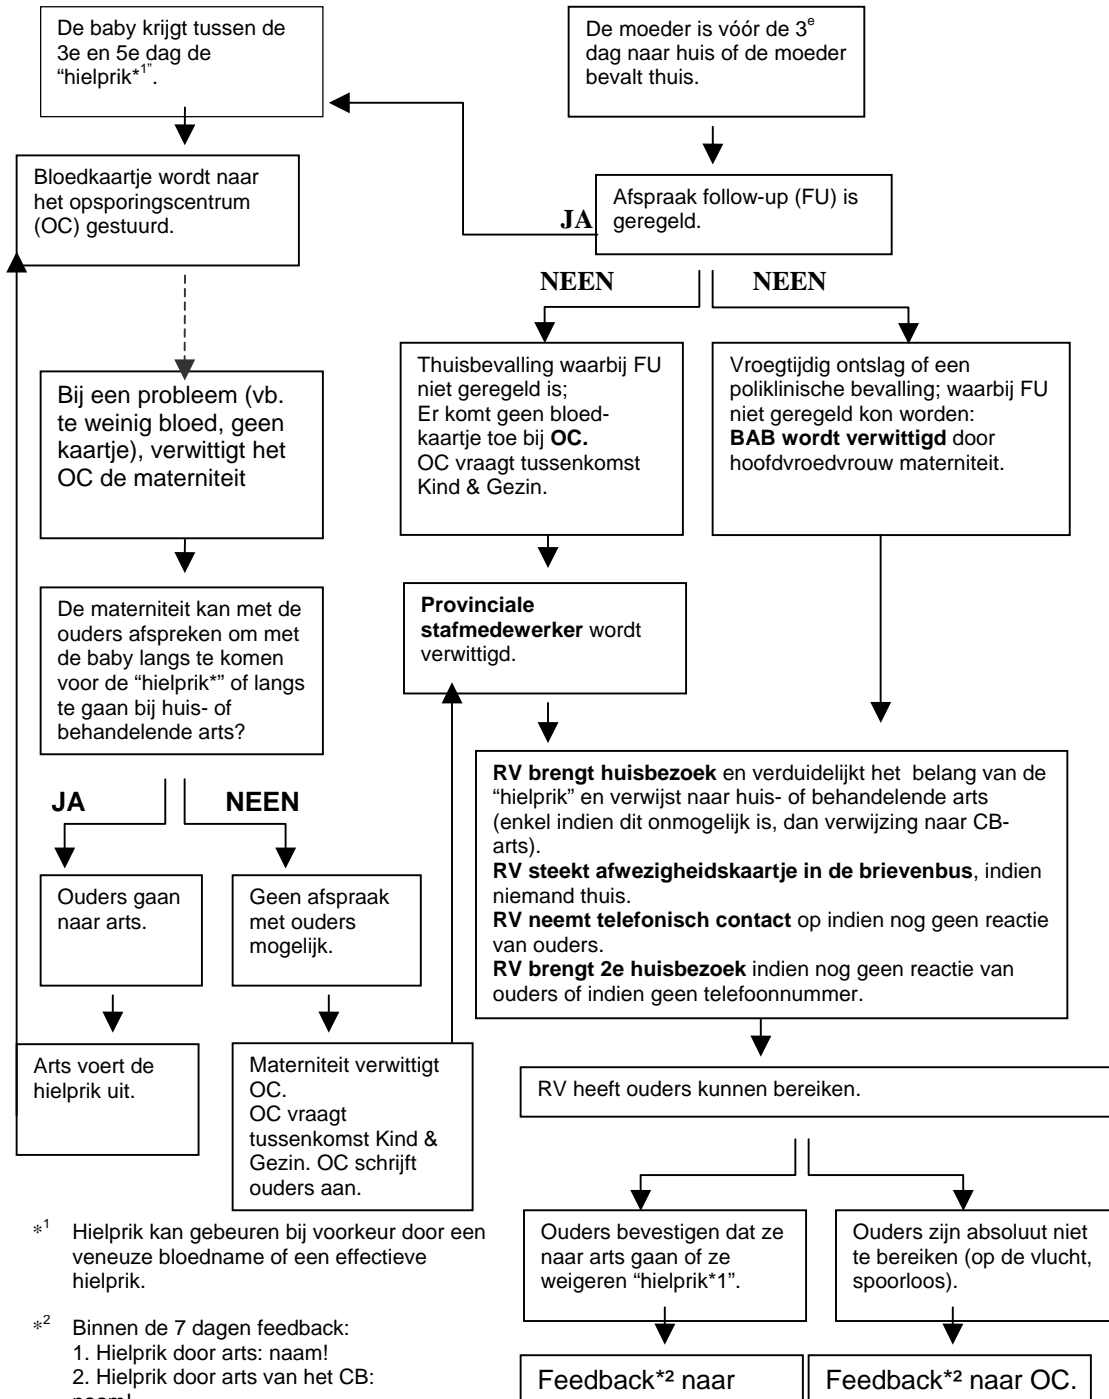 De baby krijgt tussen de
3e en 5e dag de
“hielprik*1”.
De moeder is vóór de 3e
dag naar huis of de moeder
bevalt thuis.
Bloedkaartje wordt naar
het opsporingscentrum
(OC) gestuurd.
Afspraak follow-up (FU) is
geregeld.
JA
NEEN
NEEN
Bij een probleem (vb.
te weinig bloed, geen
kaartje), verwittigt het
OC de materniteit
Thuisbevalling waarbij FU
niet geregeld is;
Er komt geen bloed-
kaartje toe bij OC.
OC vraagt tussenkomst
Kind & Gezin.
Vroegtijdig ontslag of een
poliklinische bevalling; waarbij FU
niet geregeld kon worden:
BAB wordt verwittigd door
hoofdvroedvrouw materniteit.
De materniteit kan met de
ouders afspreken om met
de baby langs te komen
voor de “hielprik*” of langs
te gaan bij huis- of
behandelende arts?
Provinciale
stafmedewerker wordt
verwittigd.
JA
NEEN
RV brengt huisbezoek en verduidelijkt het belang van de
“hielprik” en verwijst naar huis- of behandelende arts
(enkel indien dit onmogelijk is, dan verwijzing naar CB-
arts).
RV steekt afwezigheidskaartje in de brievenbus, indien
niemand thuis.
RV neemt telefonisch contact op indien nog geen reactie
van ouders.
RV brengt 2e huisbezoek indien nog geen reactie van
ouders of indien geen telefoonnummer.
Ouders gaan
naar arts.
Geen afspraak
met ouders
mogelijk.
Arts voert de
hielprik uit.
Materniteit verwittigt
OC.
OC vraagt
tussenkomst Kind &
Gezin. OC schrijft
ouders aan.
RV heeft ouders kunnen bereiken.
Ouders bevestigen dat ze
naar arts gaan of ze
weigeren “hielprik*1”.
Ouders zijn absoluut niet
te bereiken (op de vlucht,
spoorloos).
*1 Hielprik kan gebeuren bij voorkeur door een
veneuze bloedname of een effectieve
hielprik.
*2 Binnen de 7 dagen feedback:
1. Hielprik door arts: naam!
2. Hielprik door arts van het CB:
Feedback*² naar
Feedback*² naar OC.